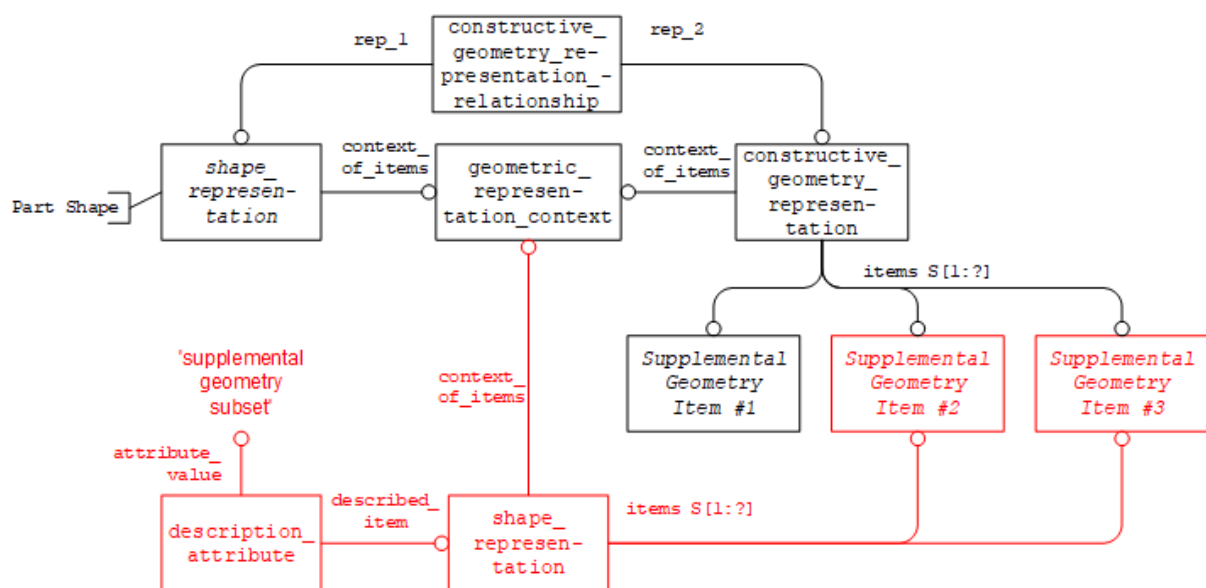 rep_1
constructive_
geometry_re-
presentation_-
relationship
rep_2
Part Shape
shape_
represen-
tation
context_
of_items
geometric_
represen-
tation_context
context_
of_items
constructive_
geometry_
represen-
tation
items S[1:?]
Supplemental
Geometry
Item #1
Supplemental
Geometry
Item #2
Supplemental
Geometry
Item #3
'supplemental
geometry
subset'
context_
of_items
attribute_
value
description_
attribute
described_
item
shape_
represen-
tation
items S[1:?]